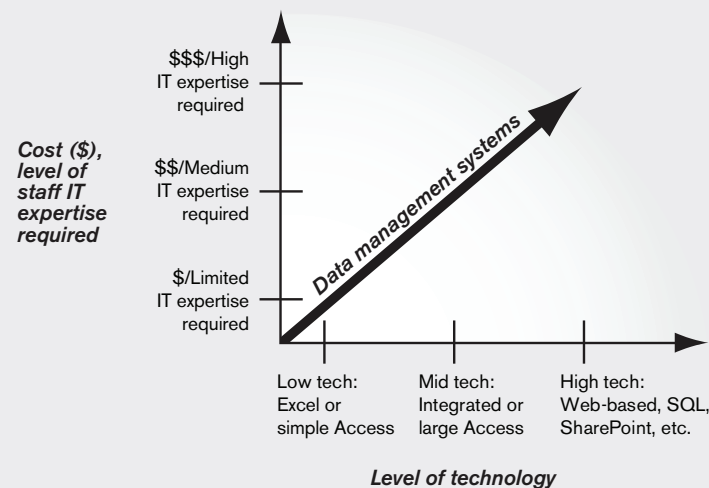 $$$/High
IT expertise
required
Cost ($),
level of
staff IT
expertise
required
$$/Medium
IT expertise
required
$/Limited
IT expertise
required
Data management systems
Low tech:
Excel or
simple Access
Mid tech:
Integrated or
large Access
High tech:
Web-based, SQL,
SharePoint, etc.
Level of technology